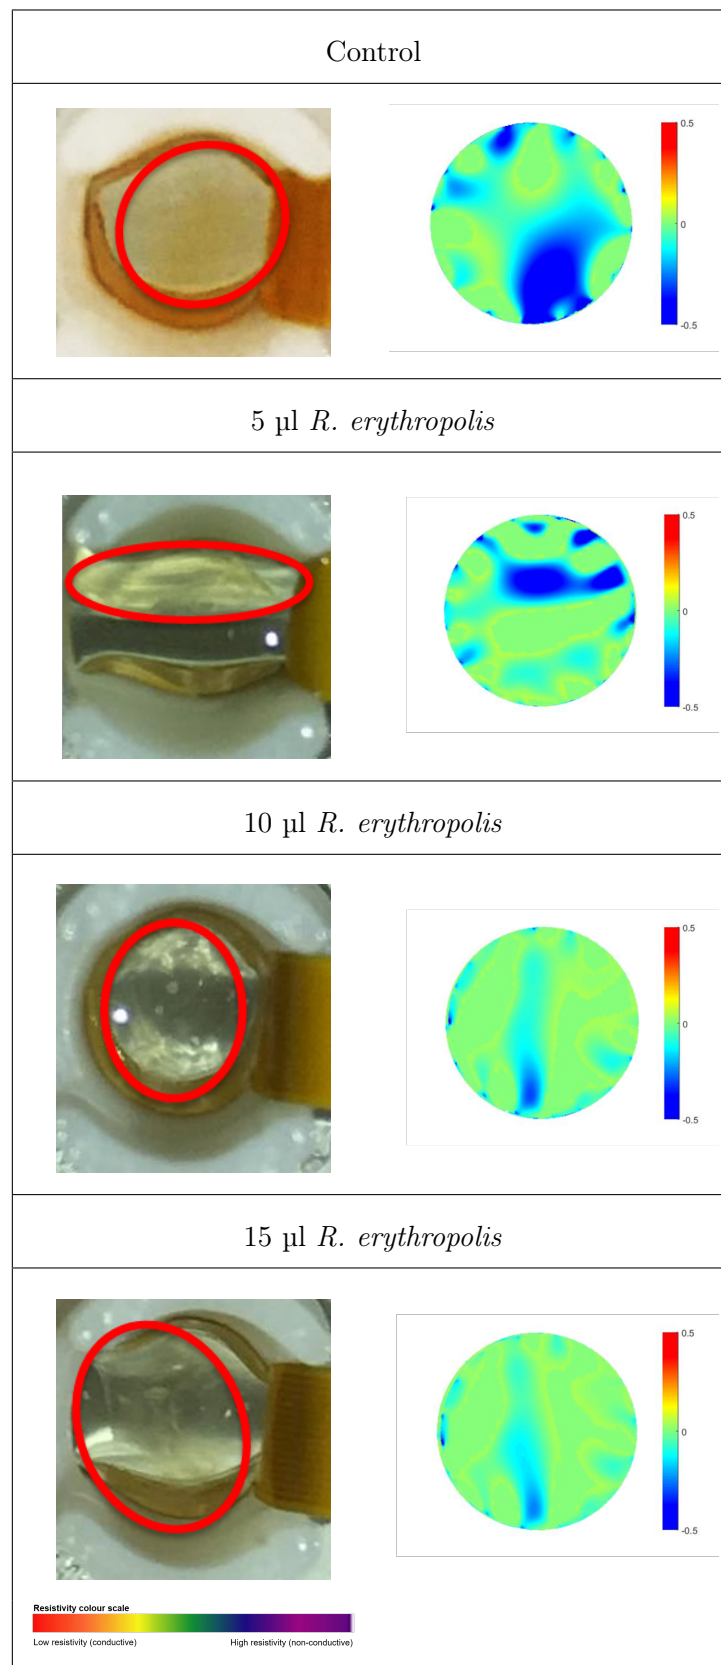 Control
0.5
0
-0.5
5 µl R. erythropolis
0.5
0
-0.5
10 µl R. erythropolis
0.5
0
-0.5
15 µl R. erythropolis
0.5
0
-0.5
Resistivity colour scale
Low resistivity (conductive) High resistivity (non-conductive)